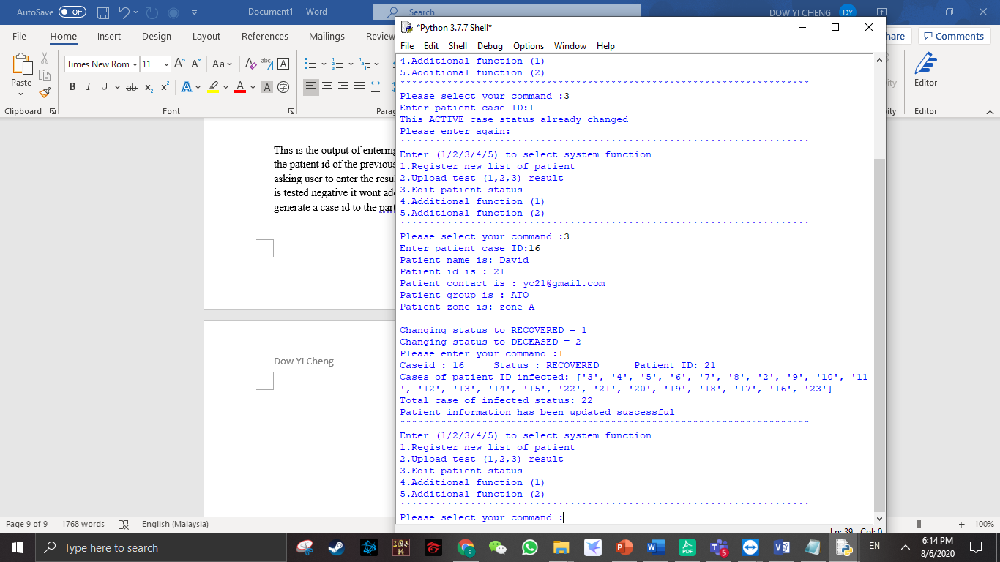 AutoSave Off Document1 - Word Search DOW YI CHENG DY
File Home Insert Design Layout References Mailings Review Comments
Times New Rom 11
Paste
Editor
Clipboard Font Editor
This is the output of entering
the patient id of the previous
asking user to enter the resul
is tested negative it wont add
generate a case id to the part
Dow Yi Cheng
*Python 3.7.7 Shell*
File Edit Shell Debug Options Window Help
4.Additional function (1)
5.Additional function (2)
----------------------------------------------------------------------
Please select your command :3
Enter patient case ID:1
This ACTIVE case status already changed
Please enter again:
----------------------------------------------------------------------
Enter (1/2/3/4/5) to select system function
1.Register new list of patient
2.Upload test (1,2,3) result
3.Edit patient status
4.Additional function (1)
5.Additional function (2)
----------------------------------------------------------------------
Please select your command :3
Enter patient case ID:16
Patient name is: David
Patient id is : 21
Patient contact is : yc21@gmail.com
Patient group is : ATO
Patient zone is: zone A
Changing status to RECOVERED = 1
Changing status to DECEASED = 2
Please enter your command :1
Caseid : 16 Status : RECOVERED Patient ID: 21
Cases of patient ID infected: ['3', '4', '5', '6', '7', '8', '2', '9', '10', '11
', '12', '13', '14', '15', '22', '21', '20', '19', '18', '17', '16', '23']
Total case of infected status: 22
Patient information has been updated suscessful
----------------------------------------------------------------------
Enter (1/2/3/4/5) to select system function
1.Register new list of patient
2.Upload test (1,2,3) result
3.Edit patient status
4.Additional function (1)
5.Additional function (2)
----------------------------------------------------------------------
Please select your command :
Ln: 39 Col: 0
Page 9 of 9 1768 words English (Malaysia) 100%
Type here to search EN 6:14 PM
8/6/2020